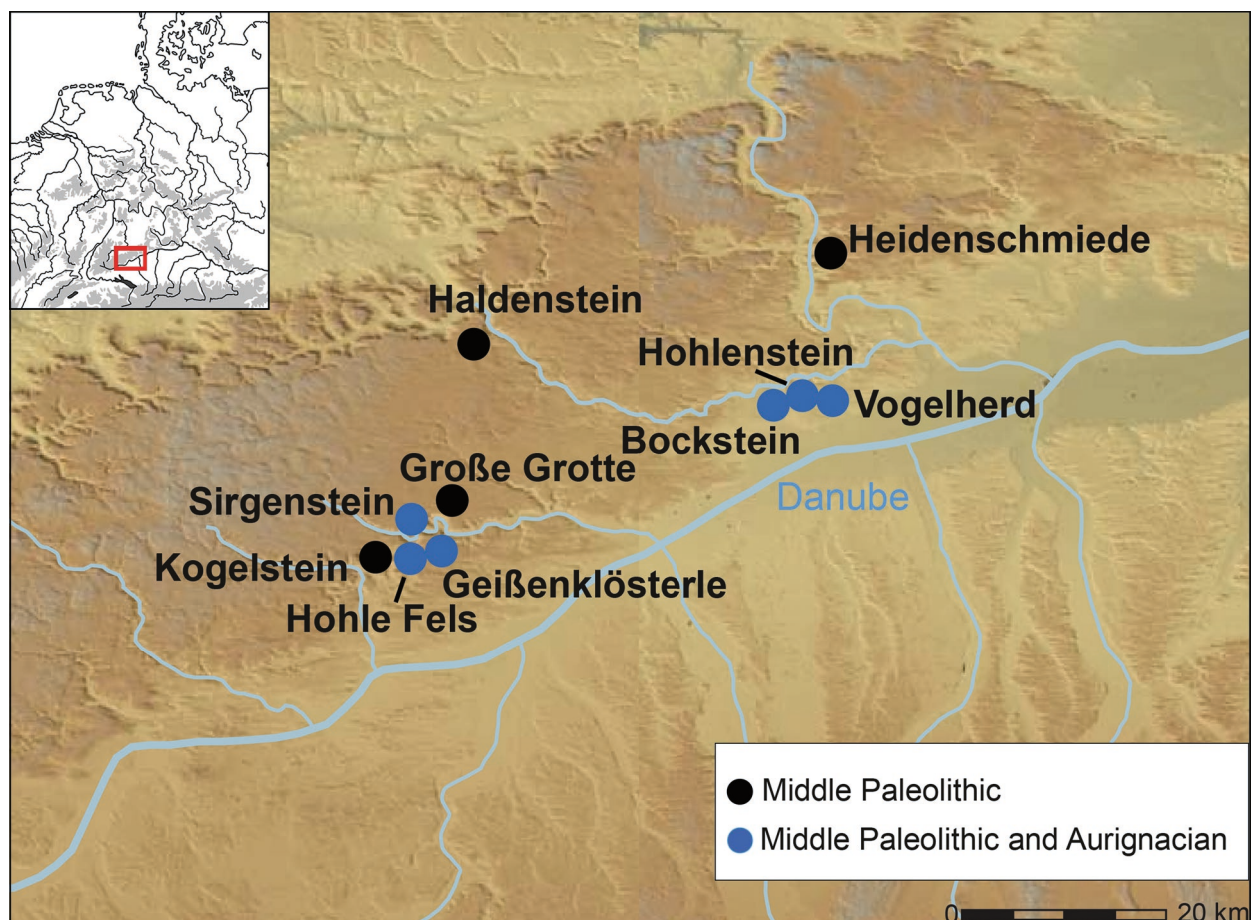 Heidenschmiede
Haldenstein
Hohlenstein
Vogelherd
Bockstein
Große Grotte
Sirgenstein
Danube
Kogelstein
Geißenklösterle
Hohle Fels
Middle Paleolithic
Middle Paleolithic and Aurignacian
0 20 km